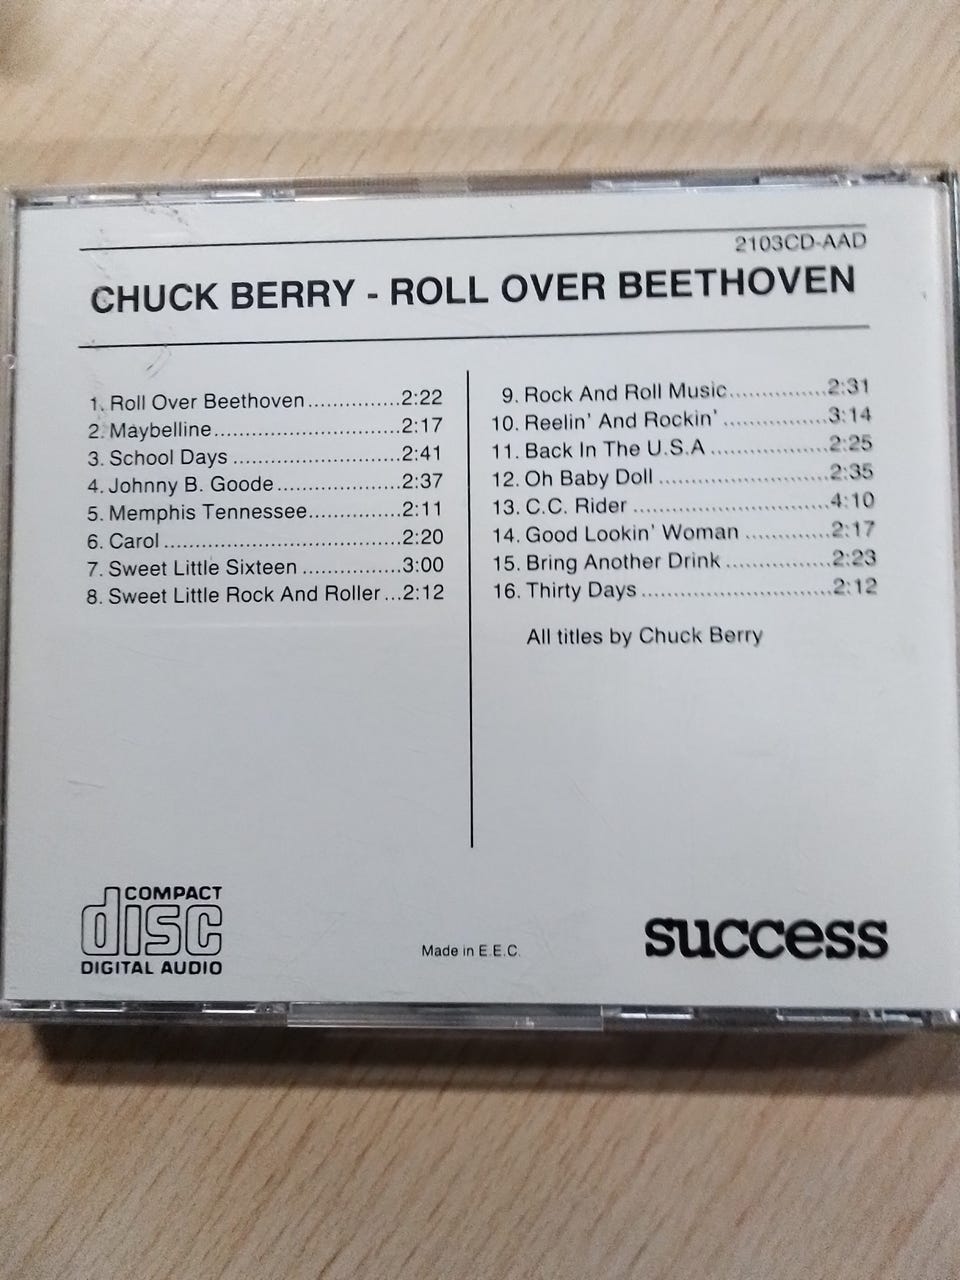 2103CD-AAD
CHUCK BERRY - ROLL OVER BEETHOVEN
1. Roll Over Beethoven...............2:22
2. Maybelline.............................2:17
3. School Days ..........................2:41
4. Johnny B. Goode....................2:37
5. Memphis Tennessee...............2:11
6. Carol ......................................2:20
7. Sweet Little Sixteen ................3:00
8. Sweet Little Rock And Roller ...2:12
9. Rock And Roll Music...............2:31
10. Reelin' And Rockin' .................3:14
11. Back In The U.S.A ...................2:25
12. Oh Baby Doll ...........................2:35
13. C.C. Rider ...............................4:10
14. Good Lookin' Woman .............2:17
15. Bring Another Drink .................2:23
16. Thirty Days..............................2:12
All titles by Chuck Berry
COMPACT
disc
DIGITAL AUDIO
Made in E.E.C.
success